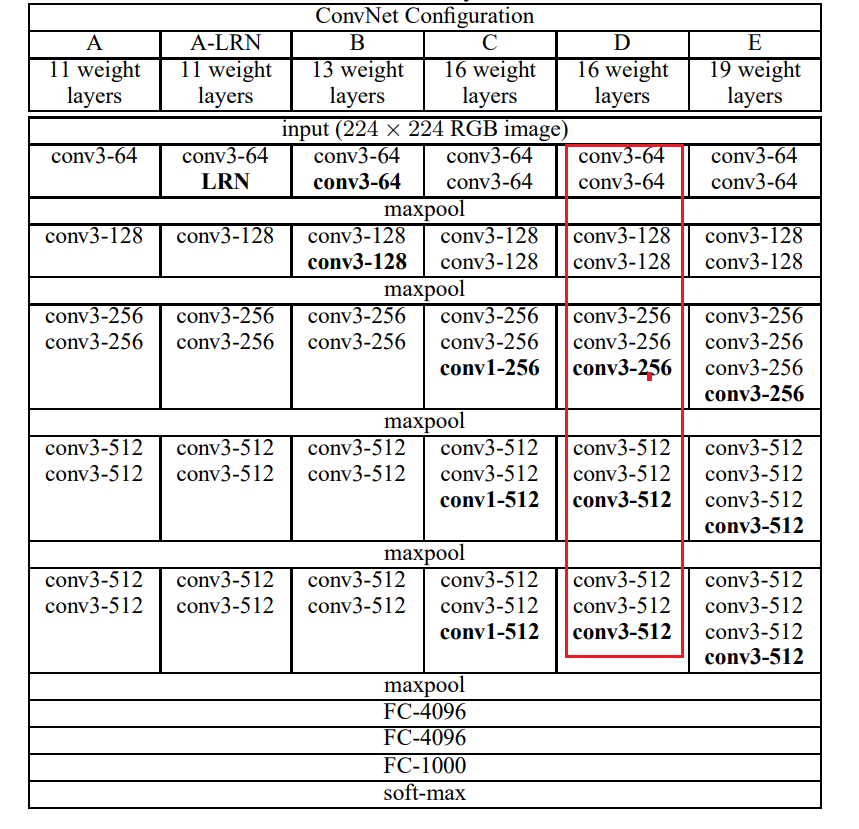 ConvNet Configuration
A A-LRN B C D E
11 weight 11 weight 13 weight 16 weight 16 weight 19 weight
layers layers layers layers layers layers
input (224 × 224 RGB image)
conv3-64 conv3-64 conv3-64 conv3-64 conv3-64 conv3-64
LRN conv3-64 conv3-64 conv3-64 conv3-64
maxpool
conv3-128 conv3-128 conv3-128 conv3-128 conv3-128 conv3-128
conv3-128 conv3-128 conv3-128 conv3-128
maxpool
conv3-256 conv3-256 conv3-256 conv3-256 conv3-256 conv3-256
conv3-256 conv3-256 conv3-256 conv3-256 conv3-256 conv3-256
conv1-256 conv3-256 conv3-256
conv3-256
maxpool
conv3-512 conv3-512 conv3-512 conv3-512 conv3-512 conv3-512
conv3-512 conv3-512 conv3-512 conv3-512 conv3-512 conv3-512
conv1-512 conv3-512 conv3-512
conv3-512
maxpool
conv3-512 conv3-512 conv3-512 conv3-512 conv3-512 conv3-512
conv3-512 conv3-512 conv3-512 conv3-512 conv3-512 conv3-512
conv1-512 conv3-512 conv3-512
conv3-512
maxpool
FC-4096
FC-4096
FC-1000
soft-max